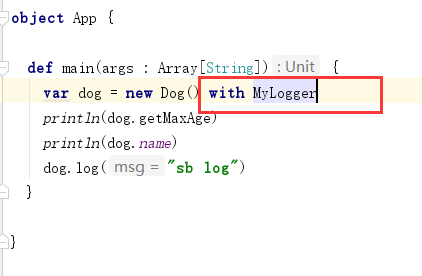 object App {
def main(args : Array[String]) : Unit {
var dog = new Dog() with MyLogger
println(dog.getMaxAge)
println(dog.name)
dog.log( msg = "sb log")
}
}